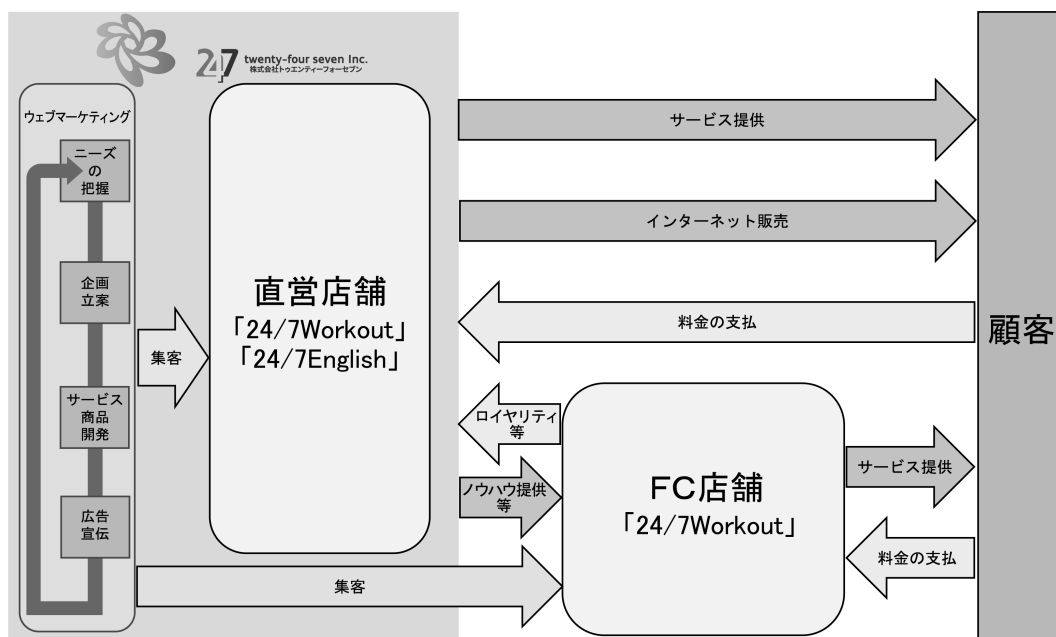 247 twenty-four seven Inc.
株式会社トゥエンティーフォーセブン
ウェブマーケティング
ニーズ
の
把握
企画
立案
サービス
商品
開発
広告
宣伝
集客
直営店舗
「24/7Workout」
「24/7English」
サービス提供
インターネット販売
料金の支払
ロイヤリティ
等
ノウハウ提供
等
集客
FC店舗
「24/7Workout」
サービス提供
料金の支払
顧客